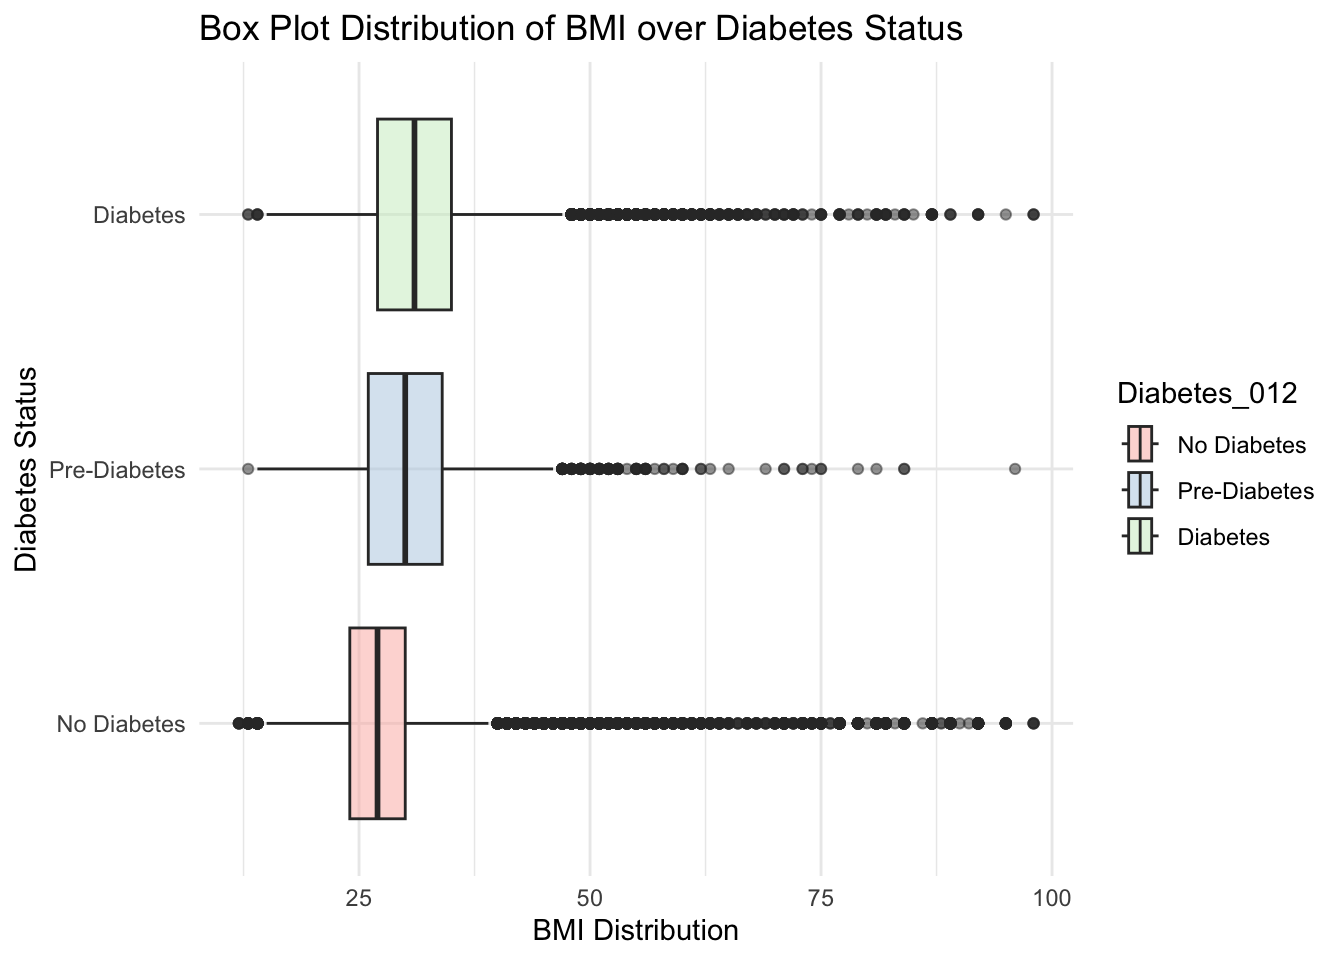 Box Plot Distribution of BMI over Diabetes Status
Diabetes Status
Diabetes
Pre-Diabetes
No Diabetes
25 50 75 100
BMI Distribution
Diabetes_012
No Diabetes
Pre-Diabetes
Diabetes